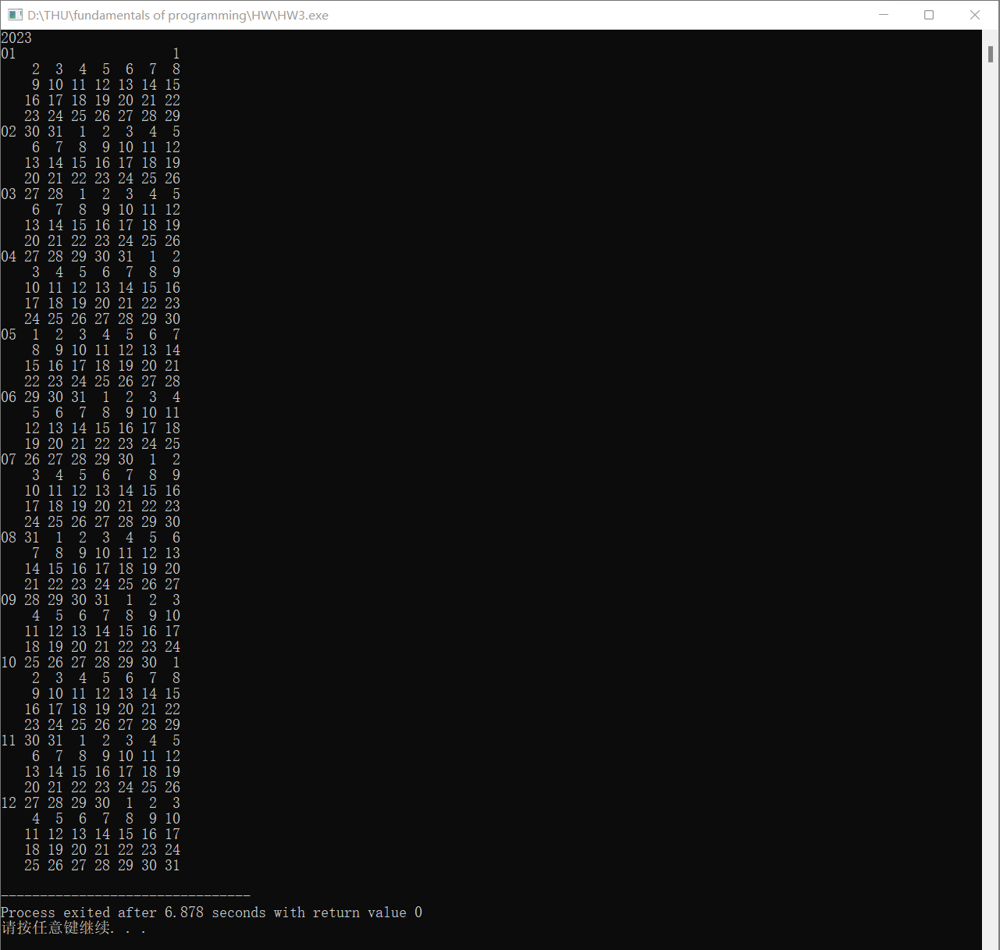 D:\THU\fundamentals of programming\HW\HW3.exe
2023
01                    1
    2  3  4  5  6  7  8
    9 10 11 12 13 14 15
   16 17 18 19 20 21 22
   23 24 25 26 27 28 29
02 30 31  1  2  3  4  5
    6  7  8  9 10 11 12
   13 14 15 16 17 18 19
   20 21 22 23 24 25 26
03 27 28  1  2  3  4  5
    6  7  8  9 10 11 12
   13 14 15 16 17 18 19
   20 21 22 23 24 25 26
04 27 28 29 30 31  1  2
    3  4  5  6  7  8  9
   10 11 12 13 14 15 16
   17 18 19 20 21 22 23
   24 25 26 27 28 29 30
05  1  2  3  4  5  6  7
    8  9 10 11 12 13 14
   15 16 17 18 19 20 21
   22 23 24 25 26 27 28
06 29 30 31  1  2  3  4
    5  6  7  8  9 10 11
   12 13 14 15 16 17 18
   19 20 21 22 23 24 25
07 26 27 28 29 30  1  2
    3  4  5  6  7  8  9
   10 11 12 13 14 15 16
   17 18 19 20 21 22 23
   24 25 26 27 28 29 30
08 31  1  2  3  4  5  6
    7  8  9 10 11 12 13
   14 15 16 17 18 19 20
   21 22 23 24 25 26 27
09 28 29 30 31  1  2  3
    4  5  6  7  8  9 10
   11 12 13 14 15 16 17
   18 19 20 21 22 23 24
10 25 26 27 28 29 30  1
    2  3  4  5  6  7  8
    9 10 11 12 13 14 15
   16 17 18 19 20 21 22
   23 24 25 26 27 28 29
11 30 31  1  2  3  4  5
    6  7  8  9 10 11 12
   13 14 15 16 17 18 19
   20 21 22 23 24 25 26
12 27 28 29 30  1  2  3
    4  5  6  7  8  9 10
   11 12 13 14 15 16 17
   18 19 20 21 22 23 24
   25 26 27 28 29 30 31
--------------------------------
Process exited after 6.878 seconds with return value 0
请按任意键继续. . .